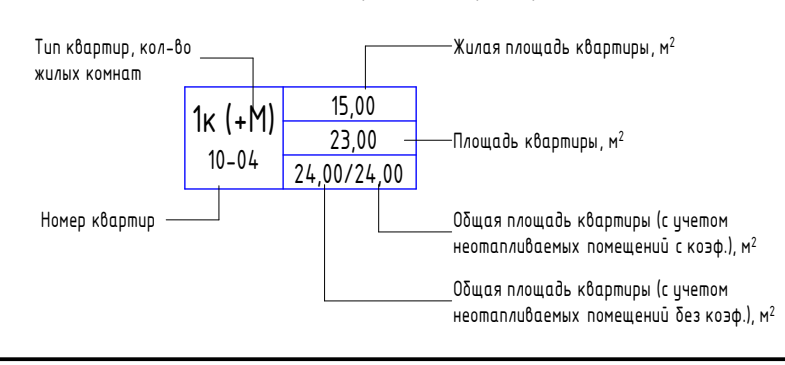 Тип квартир, кол-во
жилых комнат
Жилая площадь квартиры, м²
1к (+М)
10-04
15,00
23,00
24,00/24,00
Площадь квартиры, м²
Номер квартир
Общая площадь квартиры (с учетом
неотапливаемых помещений с коэф.), м²
Общая площадь квартиры (с учетом
неотапливаемых помещений без коэф.), м²